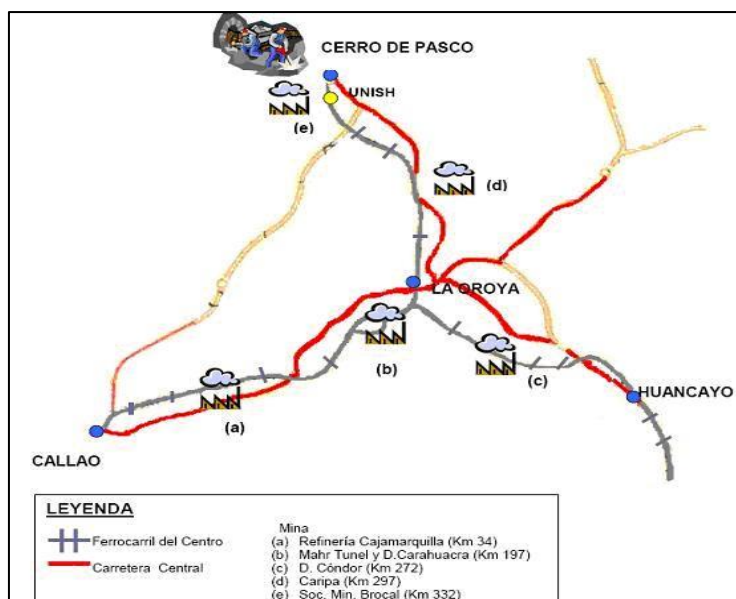 CERRO DE PASCO
UNISH
(e)
(d)
LA OROYA
(b)
(c)
HUANCAYO
(a)
CALLAO
LEYENDA
Ferrocarril del Centro
Carretera Central
Mina
(a) Refinería Cajamarquilla (Km 34)
(b) Mahr Tunel y D.Carahuacra (Km 197)
(c) D. Cóndor (Km 272)
(d) Caripa (Km 297)
(e) Soc. Min. Brocal (Km 332)